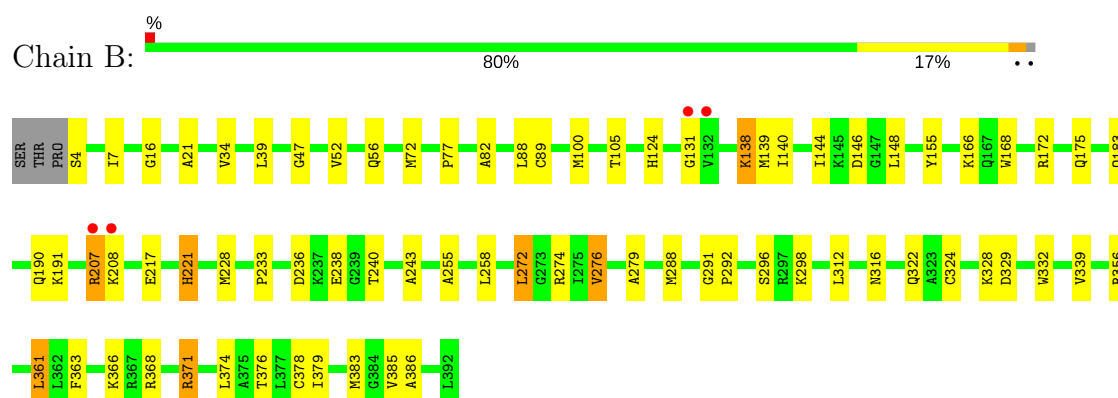 %
Chain B:
80% 17%
SER THR PRO S4 I7 G16 A21 V34 L39 G47 V52 Q56 M72 P77 A82 L88 C89 M100 T105 H124 G131 V132 K138 M139 I140 I144 K145 D146 G147 L148 Y155 K166 Q167 W168 R172 Q175
Q190 K191 R207 K208 E217 H221 M228 P233 D236 K237 E238 G239 T240 A243 A255 L258 L272 G273 R274 I275 V276 A279 M288 G291 P292 S296 R297 K298 L312 N316 Q322 A323 C324 K328 D329 W332 V339
L361 L362 F363 K366 R367 R368 R371 L374 A375 T376 L377 C378 I379 M383 G384 V385 A386 L392